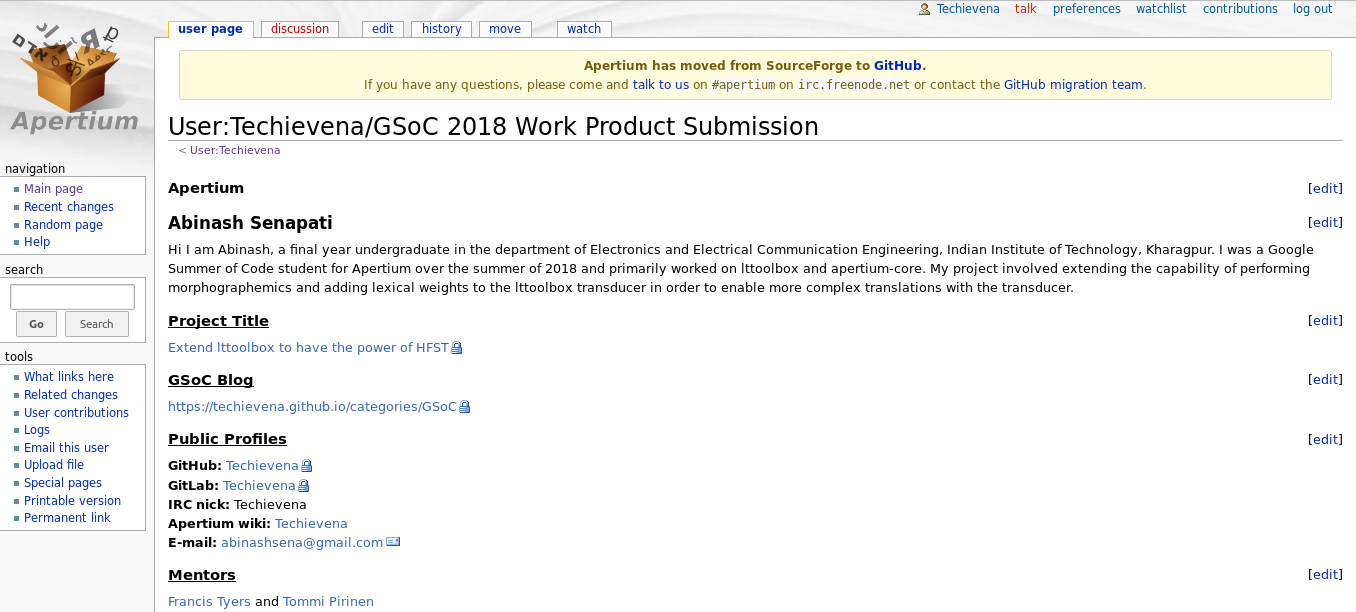 Techievena talk preferences watchlist contributions log out
user page discussion edit history move watch
Apertium has moved from SourceForge to GitHub.
If you have any questions, please come and talk to us on #apertium on irc.freenode.net or contact the GitHub migration team.
Apertium
User:Techievena/GSoC 2018 Work Product Submission
< User:Techievena
navigation
Main page
Recent changes
Random page
Help
search
Go Search
tools
What links here
Related changes
User contributions
Logs
Email this user
Upload file
Special pages
Printable version
Permanent link
Apertium [edit]
Abinash Senapati [edit]
Hi I am Abinash, a final year undergraduate in the department of Electronics and Electrical Communication Engineering, Indian Institute of Technology, Kharagpur. I was a Google
Summer of Code student for Apertium over the summer of 2018 and primarily worked on lttoolbox and apertium-core. My project involved extending the capability of performing
morphographemics and adding lexical weights to the lttoolbox transducer in order to enable more complex translations with the transducer.
Project Title [edit]
Extend lttoolbox to have the power of HFST
GSoC Blog [edit]
https://techievena.github.io/categories/GSoC
Public Profiles [edit]
GitHub: Techievena
GitLab: Techievena
IRC nick: Techievena
Apertium wiki: Techievena
E-mail: abinashsena@gmail.com
Mentors [edit]
Francis Tyers and Tommi Pirinen